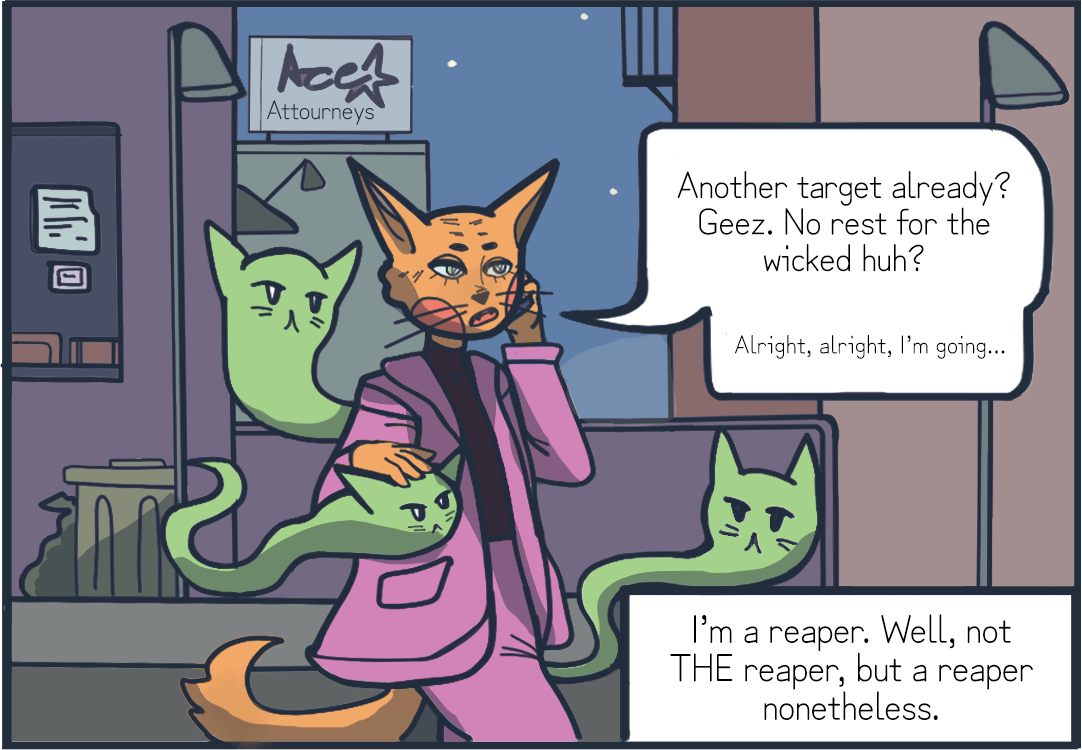 Ace
Attourneys
Another target already?
Geez. No rest for the
wicked huh?
Alright, alright, I'm going...
I'm a reaper. Well, not
THE reaper, but a reaper
nonetheless.